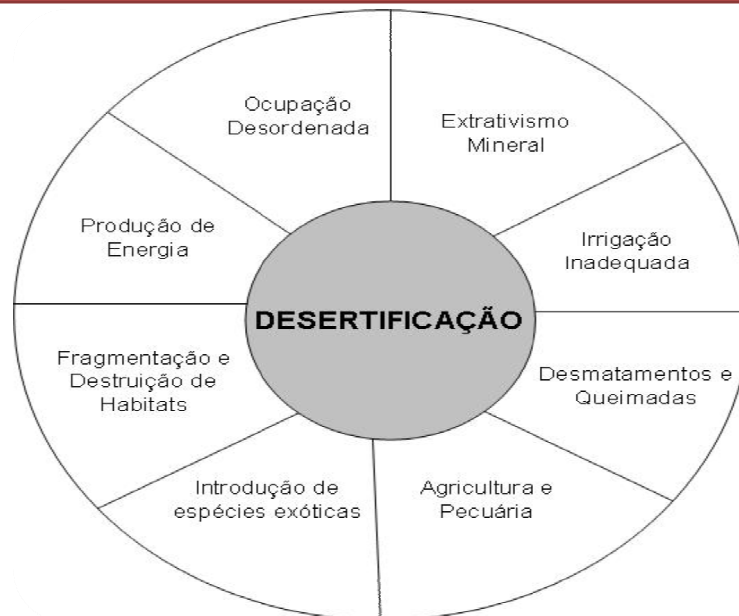 Ocupação
Desordenada
Extrativismo
Mineral
Produção de
Energia
Irrigação
Inadequada
DESERTIFICAÇÃO
Fragmentação e
Destruição de
Habitats
Desmatamentos e
Queimadas
Introdução de
espécies exóticas
Agricultura e
Pecuária